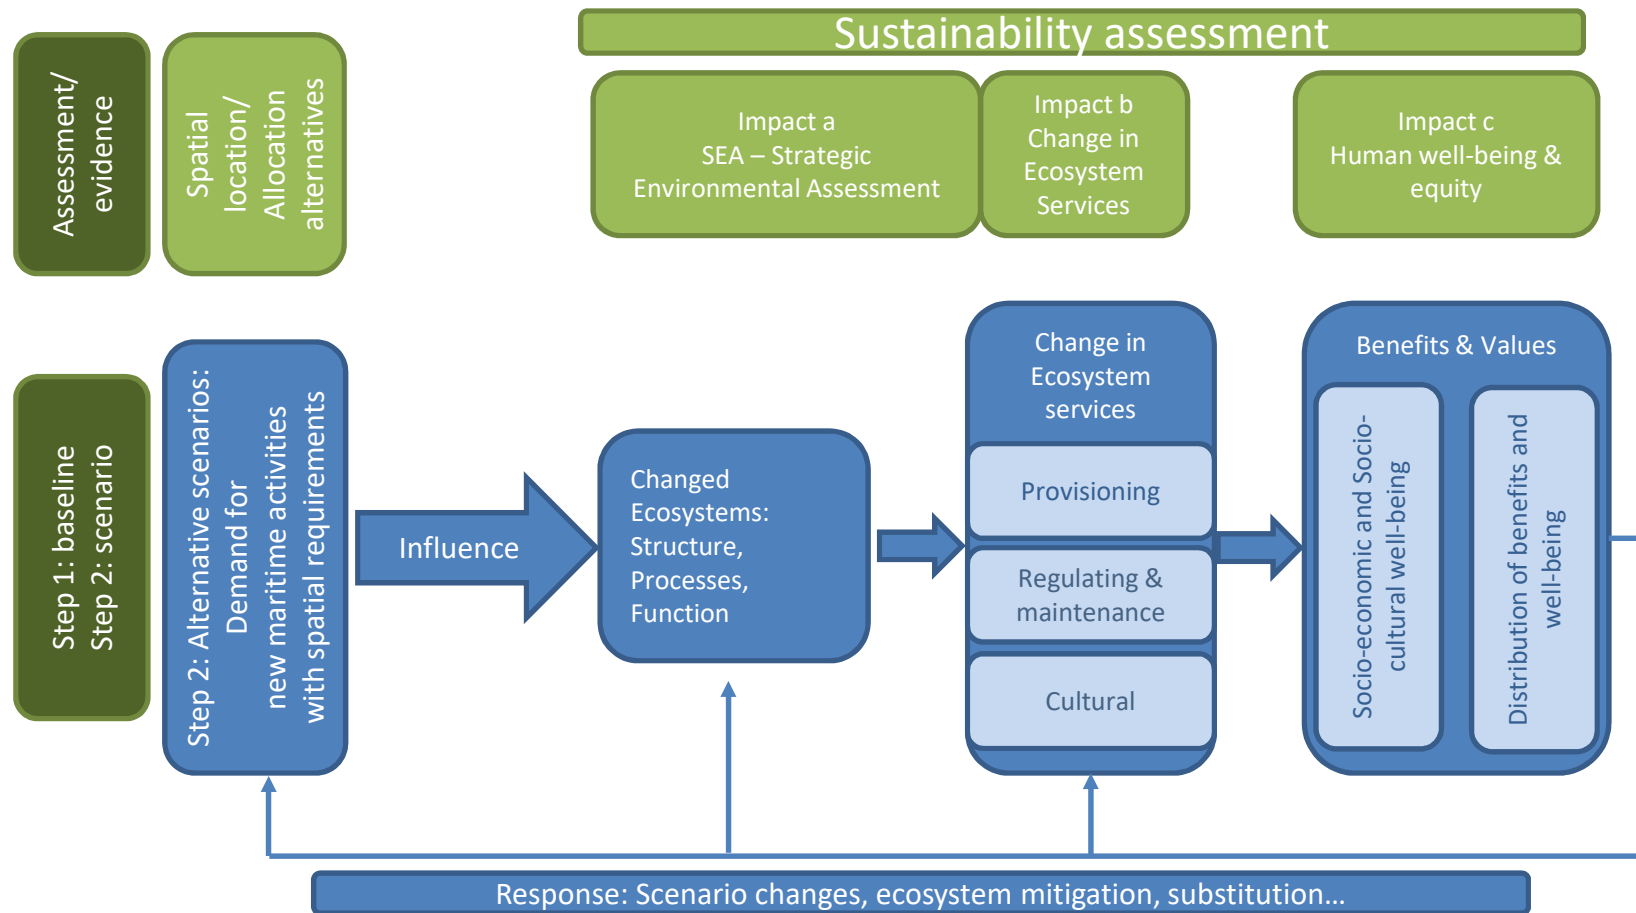 Sustainability assessment
Assessment/
evidence
Spatial
location/
Allocation
alternatives
Impact a
SEA – Strategic
Environmental Assessment
Impact b
Change in
Ecosystem
Services
Impact c
Human well-being &
equity
Step 1: baseline
Step 2: scenario
Step 2: Alternative scenarios:
Demand for
new maritime activities
with spatial requirements
Influence
Changed
Ecosystems:
Structure,
Processes,
Function
Change in
Ecosystem
services
Provisioning
Regulating &
maintenance
Cultural
Benefits & Values
Socio-economic and Socio-
cultural well-being
Distribution of benefits and
well-being
Response: Scenario changes, ecosystem mitigation, substitution…